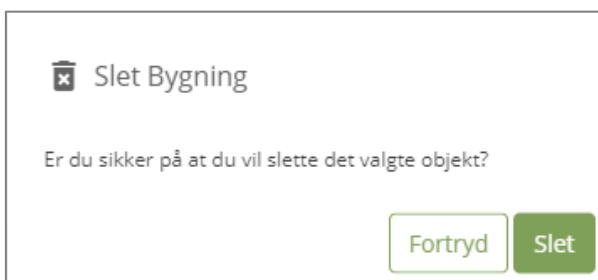 Slet Bygning
Er du sikker på at du vil slette det valgte objekt?
Fortryd Slet